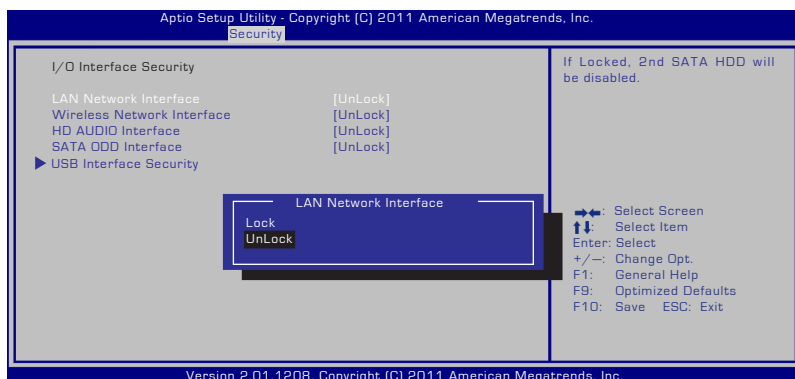 Aptio Setup Utility - Copyright (C) 2011 American Megatrends, Inc.
Security
I/O Interface Security
LAN Network Interface [UnLock]
Wireless Network Interface [UnLock]
HD AUDIO Interface [UnLock]
SATA ODD Interface [UnLock]
USB Interface Security
If Locked, 2nd SATA HDD will
be disabled.
LAN Network Interface
Lock
UnLock
→←: Select Screen
↑↓: Select Item
Enter: Select
+/—: Change Opt.
F1: General Help
F9: Optimized Defaults
F10: Save ESC: Exit
Version 2.01.1208. Copyright (C) 2011 American Megatrends, Inc.